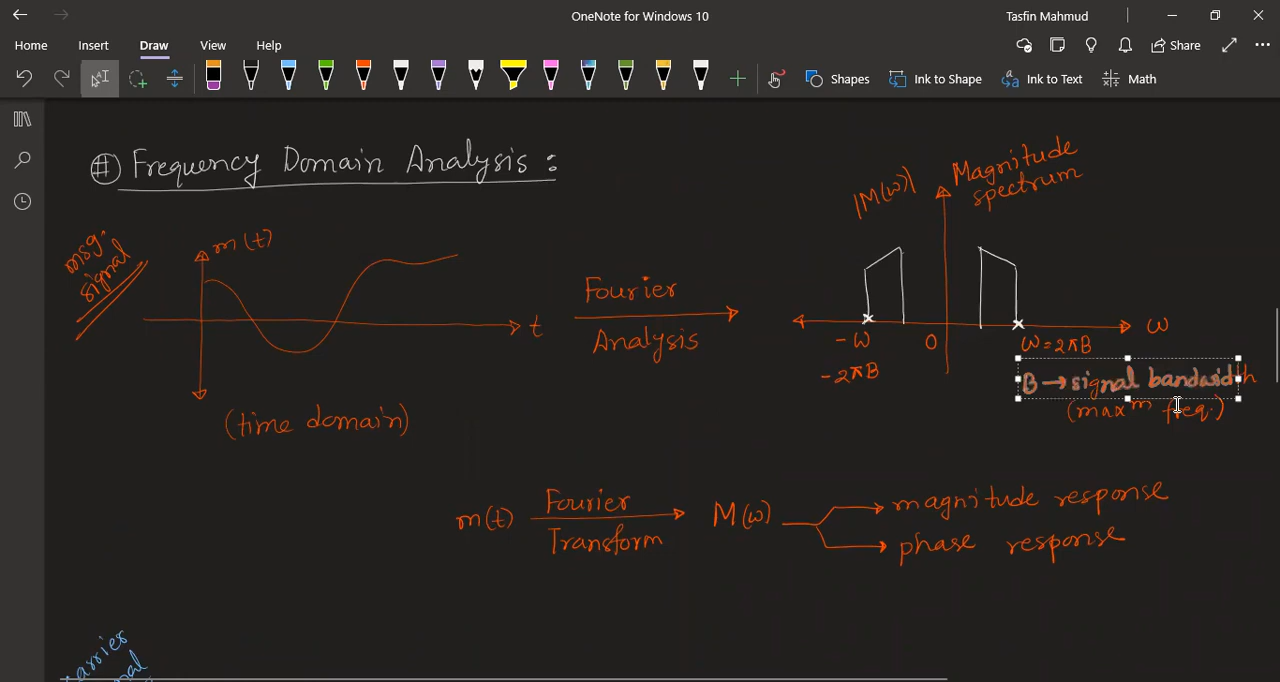 OneNote for Windows 10
Tasfin Mahmud
Home Insert Draw View Help
Share
Shapes
Ink to Shape
Ink to Text
Math
# Frequency Domain Analysis :
msg.
signal
m(t)
t
(time domain)
Fourier
Analysis
|M(ω)|
Magnitude
spectrum
-ω
0
ω = 2πB
ω
-2πB
B → signal bandwidth
(max^m freq.)
m(t)
Fourier
Transform
M(ω)
magnitude response
phase response
carrier